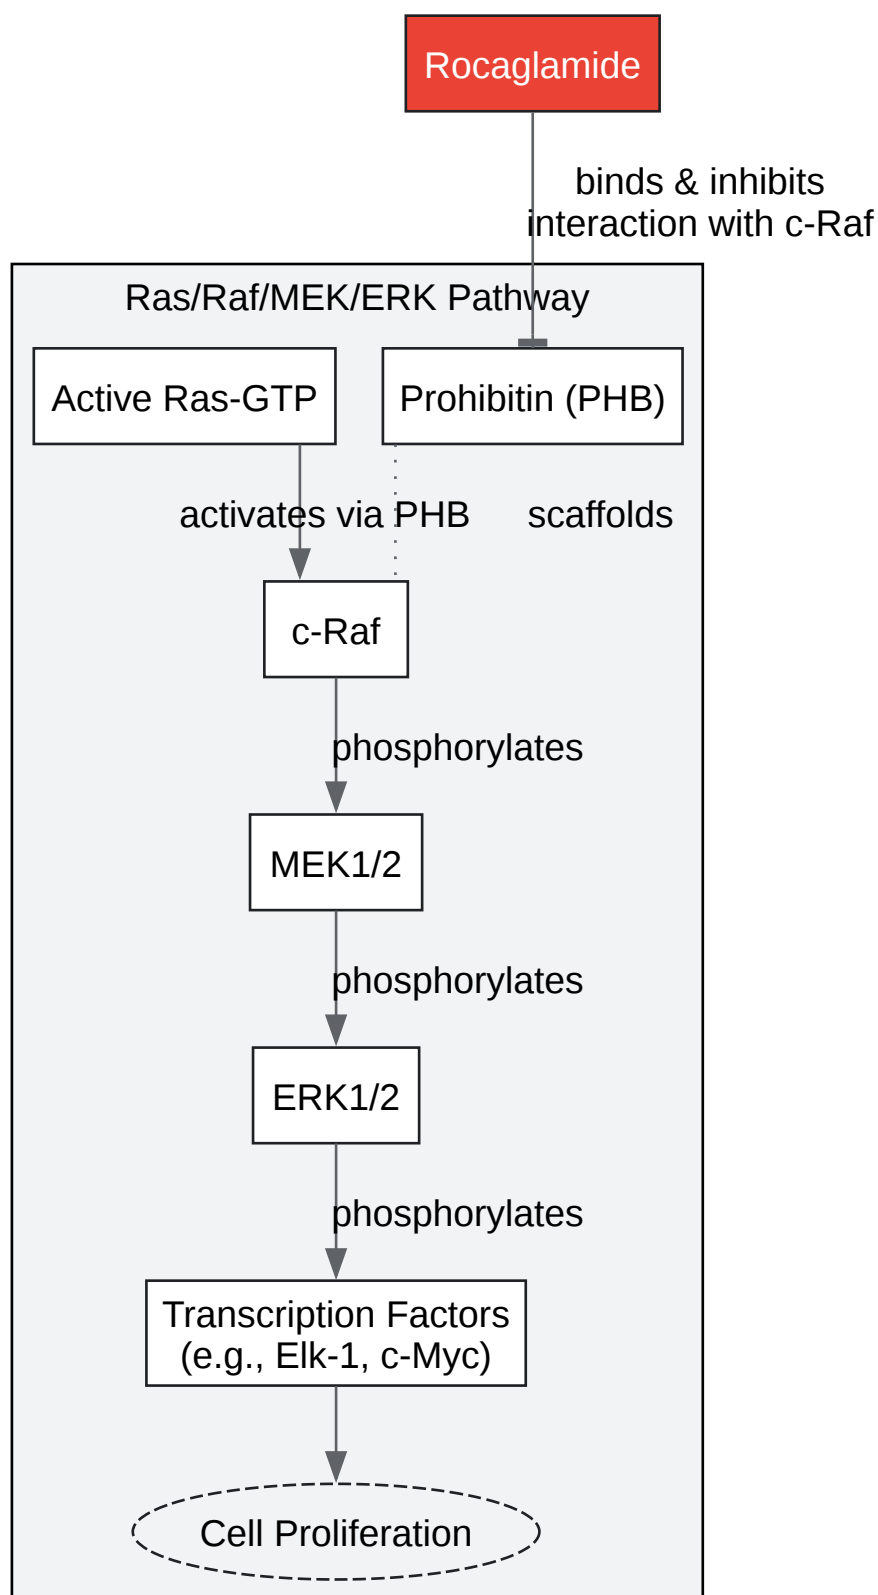 Rocaglamide
binds & inhibits
interaction with c-Raf
Ras/Raf/MEK/ERK Pathway
Active Ras-GTP
Prohibitin (PHB)
activates via PHB
scaffolds
c-Raf
phosphorylates
MEK1/2
phosphorylates
ERK1/2
phosphorylates
Transcription Factors
(e.g., Elk-1, c-Myc)
Cell Proliferation